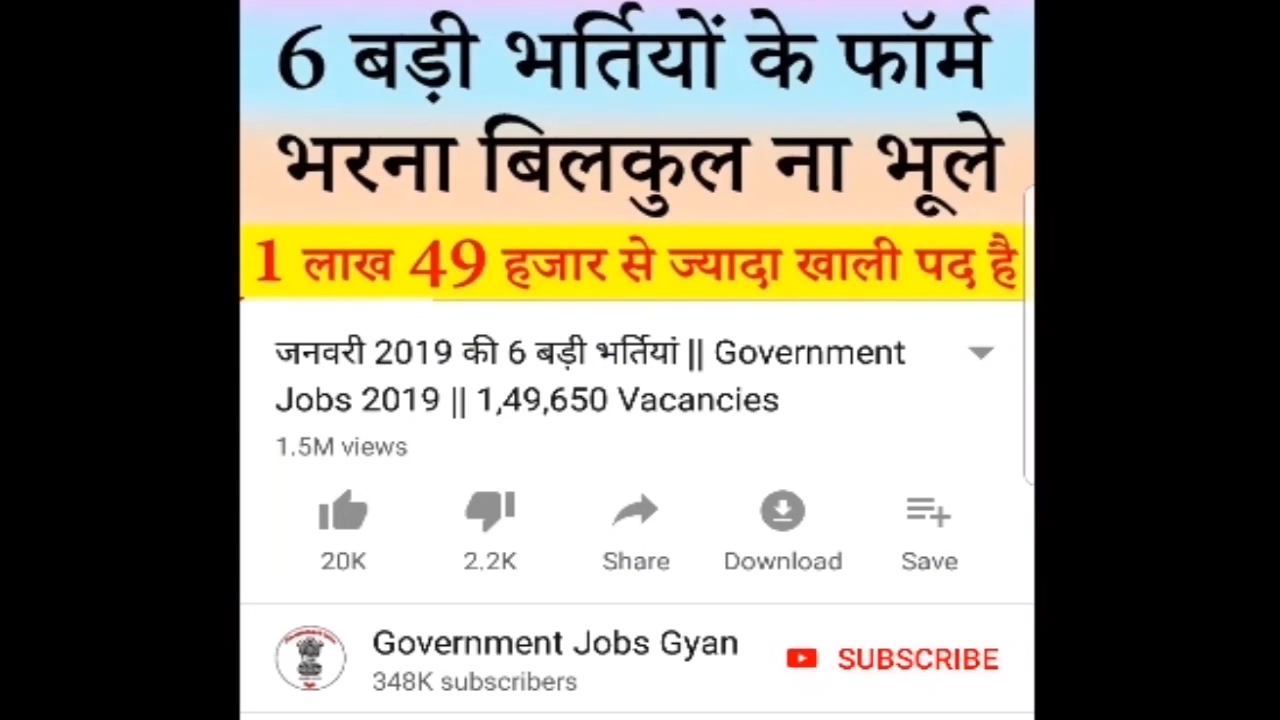 6 बड़ी भर्तियों के फॉर्म
भरना बिलकुल ना भूले
1 लाख 49 हजार से ज्यादा खाली पद है
जनवरी 2019 की 6 बड़ी भर्तियां || Government
Jobs 2019 || 1,49,650 Vacancies
1.5M views
20K 2.2K Share Download Save
Government Jobs Gyan
348K subscribers
SUBSCRIBE